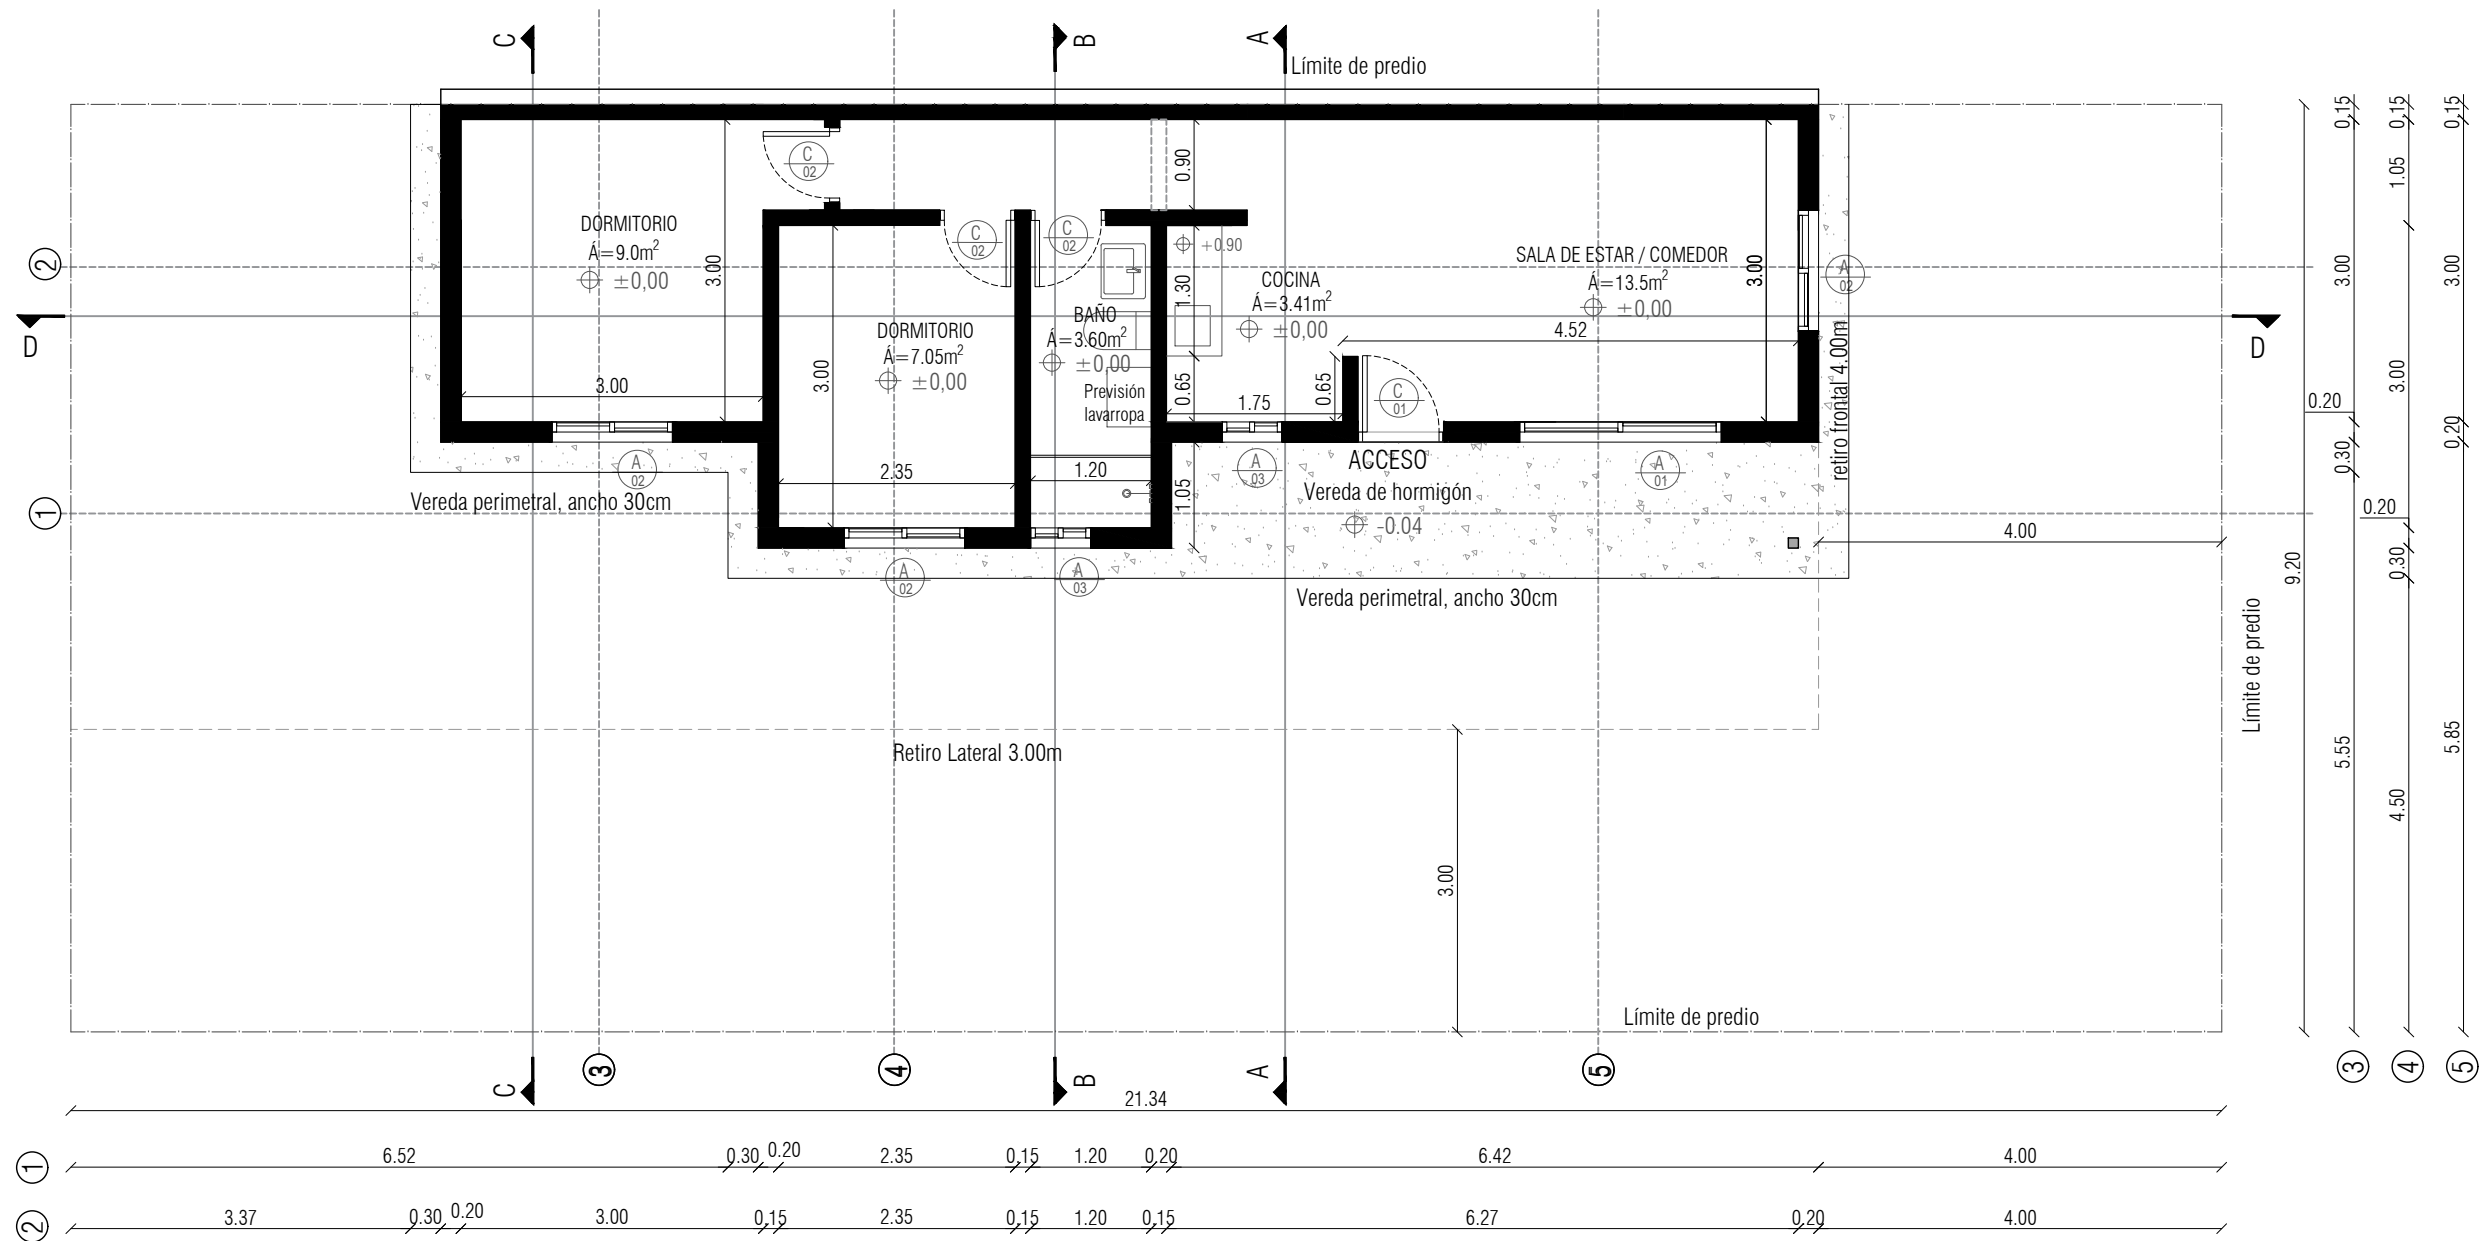 C
B
A
Límite de predio
0.15
0.15
0.15
C
02
0.90
1.05
DORMITORIO
Á=9.0m²
±0,00
3.00
C
02
C
02
+0.90
SALA DE ESTAR / COMEDOR
Á=13.5m²
±0,00
3.00
A
02
2
3.00
3.00
COCINA
Á=3.41m²
±0,00
1.30
BAÑO
Á=3.60m²
±0,00
DORMITORIO
Á=7.05m²
±0,00
3.00
D
D
4.52
retiro frontal 4.00m
3.00
3.00
Previsión
lavarropa
0.65
0.65
1.75
C
01
0.20
0.20
0.30
A
02
2.35
1.20
1.05
A
03
ACCESO
Vereda de hormigón
-0.04
A
01
Vereda perimetral, ancho 30cm
1
0.20
4.00
0.30
9.20
A
02
A
03
Vereda perimetral, ancho 30cm
Límite de predio
Retiro Lateral 3.00m
5.55
5.85
4.50
3.00
Límite de predio
3
4
5
3
4
5
C
B
A
21.34
1
6.52
0.30
0.20
2.35
0.15
1.20
0.20
6.42
4.00
2
3.37
0.30
0.20
3.00
0.15
2.35
0.15
1.20
0.15
6.27
0.20
4.00